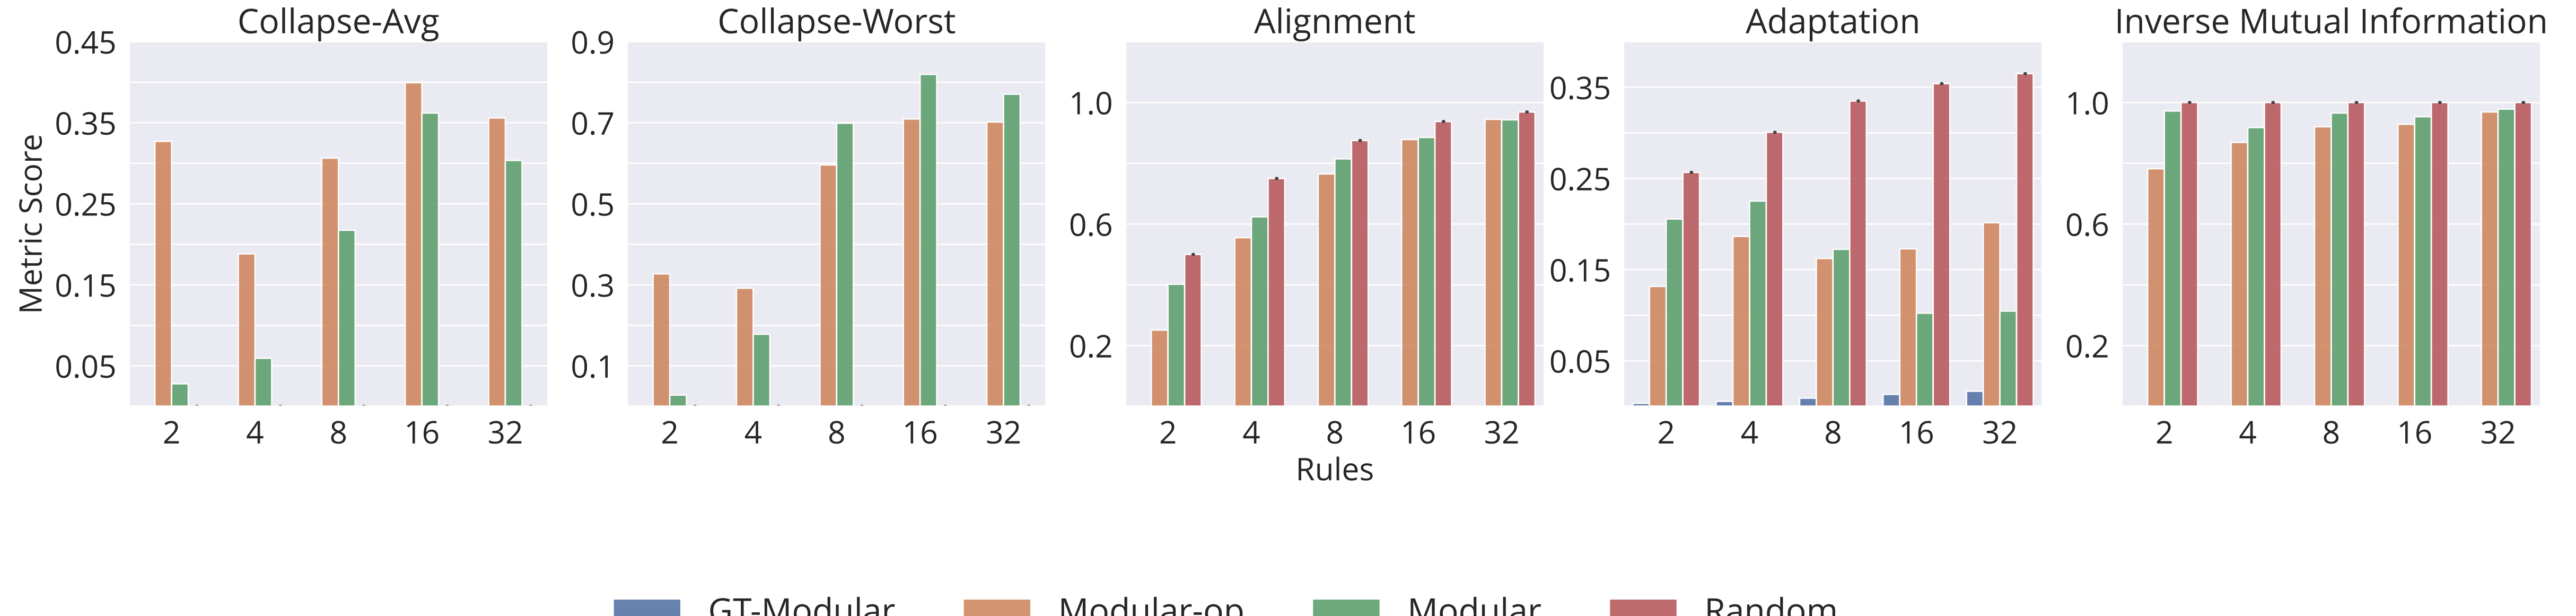 Collapse-Avg Collapse-Worst Alignment Adaptation Inverse Mutual Information
Metric Score
0.45
0.35
0.25
0.15
0.05
2 4 8 16 32
0.9
0.7
0.5
0.3
0.1
2 4 8 16 32
1.0
0.6
0.2
2 4 8 16 32
0.35
0.25
0.15
0.05
2 4 8 16 32
1.0
0.6
0.2
2 4 8 16 32
Rules
GT-Modular Modular-op Modular Random